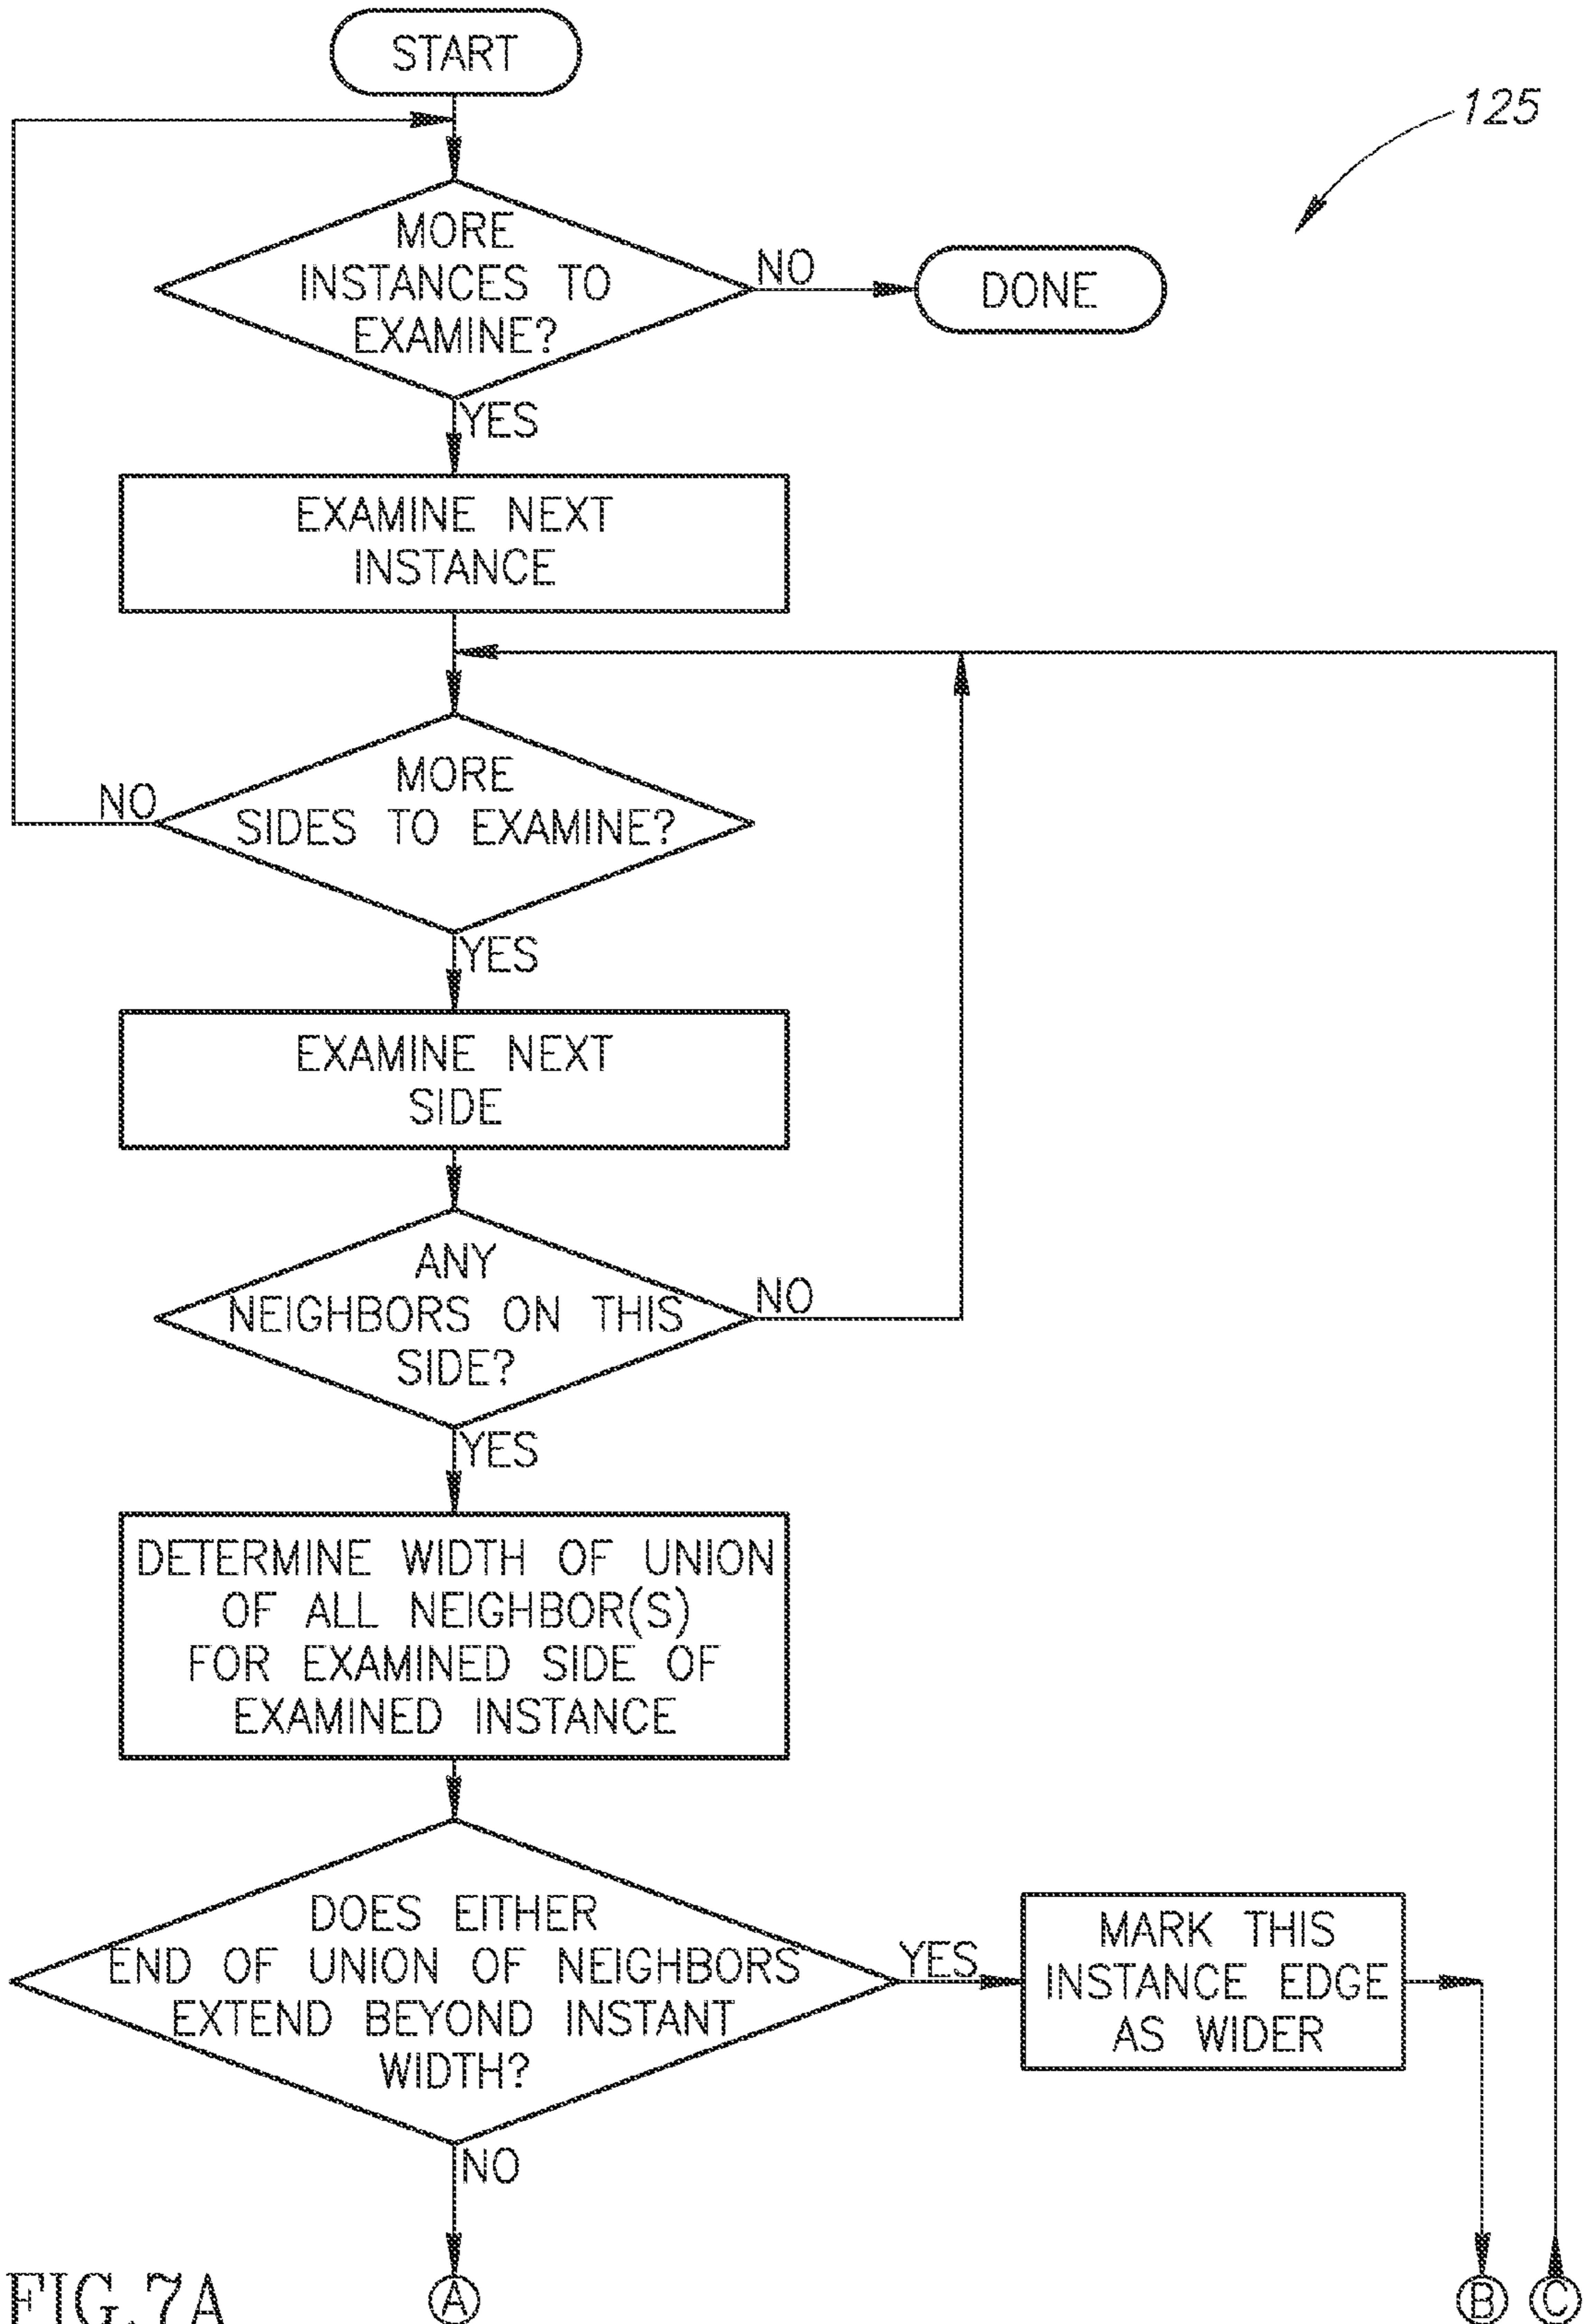 START
125
MORE
INSTANCES TO
EXAMINE?
NO
DONE
YES
EXAMINE NEXT
INSTANCE
MORE
SIDES TO EXAMINE?
NO
YES
EXAMINE NEXT
SIDE
ANY
NEIGHBORS ON THIS
SIDE?
NO
YES
DETERMINE WIDTH OF UNION
OF ALL NEIGHBOR(S)
FOR EXAMINED SIDE OF
EXAMINED INSTANCE
DOES EITHER
END OF UNION OF NEIGHBORS
EXTEND BEYOND INSTANT
WIDTH?
YES
MARK THIS
INSTANCE EDGE
AS WIDER
NO
FIG.7A
A
B
C